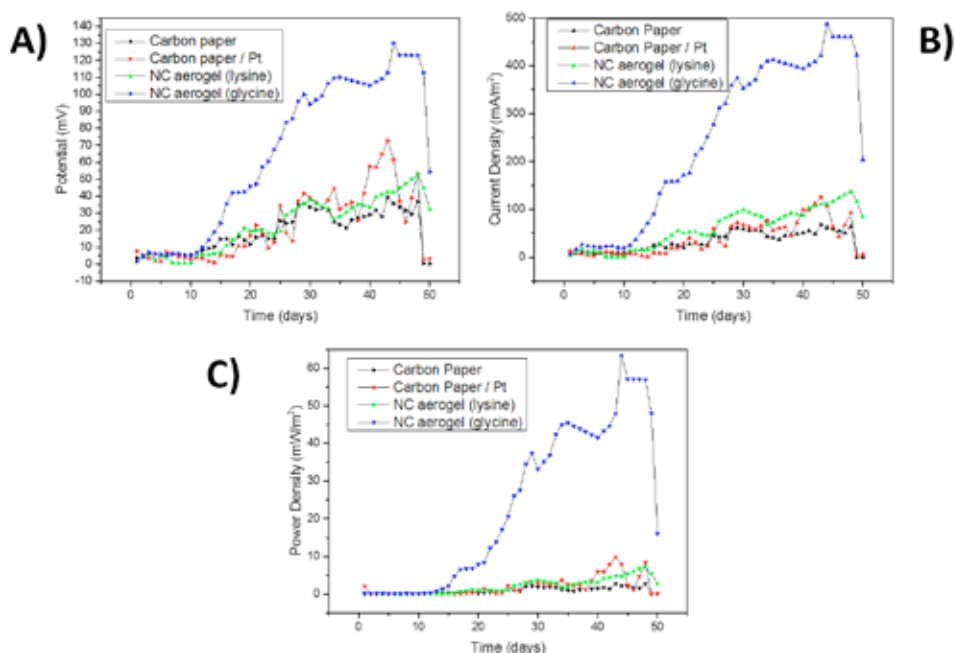 A)
Carbon paper
Carbon paper / Pt
NC aerogel (lysine)
NC aerogel (glycine)
140
130
120
110
100
90
80
70
60
50
40
30
20
10
0
-10
Potential (mV)
0 10 20 30 40 50
Time (days)
B)
Carbon Paper
Carbon Paper / Pt
NC aerogel (lysine)
NC aerogel (glycine)
500
400
300
200
100
0
Current Density (mA/m²)
0 10 20 30 40 50
Time (days)
C)
Carbon Paper
Carbon Paper / Pt
NC aerogel (lysine)
NC aerogel (glycine)
60
50
40
30
20
10
0
Power Density (mW/m²)
0 10 20 30 40 50
Time (days)